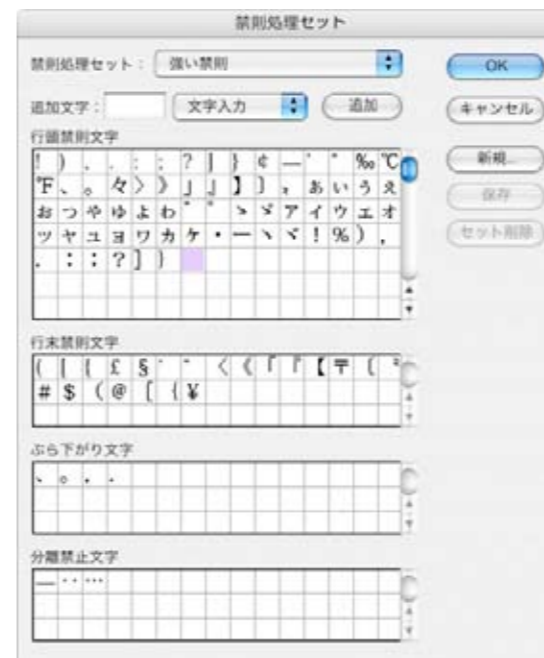 禁則処理セット
禁則処理セット： 強い禁則
OK
追加文字： 文字入力 追加
キャンセル
行頭禁則文字
! ) , . : ; ? ] } ¢ — ’ ” ‰ ℃
新規...
℉ 、 。 々 〉 》 」 』 】 〕 ぁ ぃ ぅ ぇ
保存
ぉ っ ゃ ゅ ょ ゎ ゛ ゜ ゝ ゞ ァ ィ ゥ ェ ォ
セット削除
ッ ャ ュ ョ ヮ ヵ ヶ ・ ー ヽ ヾ ! % ) ,
. : ; ? ] }
行末禁則文字
( [ { £ § ‘ “ 〈 《 「 『 【 〒 〔
# $ ( @ [ { ¥
ぶら下がり文字
、 。 , .
分離禁止文字
— ‥ …